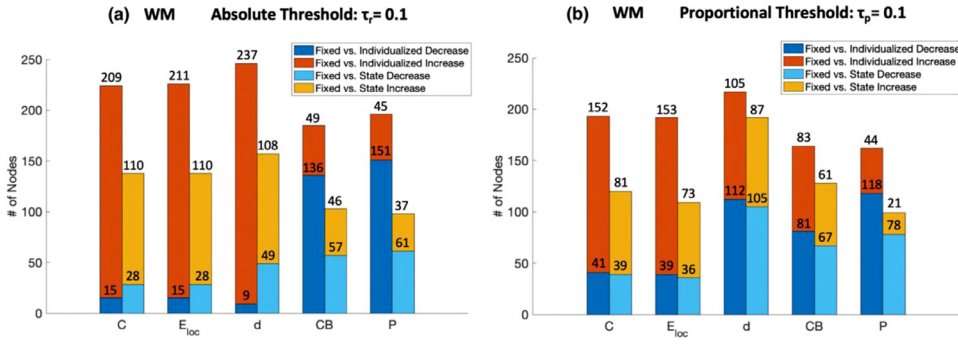 (a) WM Absolute Threshold: τr= 0.1
Fixed vs. Individualized Decrease
Fixed vs. Individualized Increase
Fixed vs. State Decrease
Fixed vs. State Increase
# of Nodes
250
200
150
100
50
0
209
15
110
28
211
15
110
28
237
9
108
49
49
136
46
57
45
151
37
61
C
Eloc
d
CB
P
(b) WM Proportional Threshold: τp= 0.1
Fixed vs. Individualized Decrease
Fixed vs. Individualized Increase
Fixed vs. State Decrease
Fixed vs. State Increase
# of Nodes
250
200
150
100
50
0
152
41
81
39
153
39
73
36
105
112
87
105
83
81
61
67
44
118
21
78
C
Eloc
d
CB
P